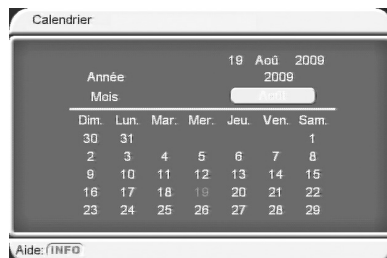 Calendrier
19 Aoû 2009
Année 2009
Mois Août
Dim. Lun. Mar. Mer. Jeu. Ven. Sam.
30 31 1
2 3 4 5 6 7 8
9 10 11 12 13 14 15
16 17 18 19 20 21 22
23 24 25 26 27 28 29
Aide: INFO